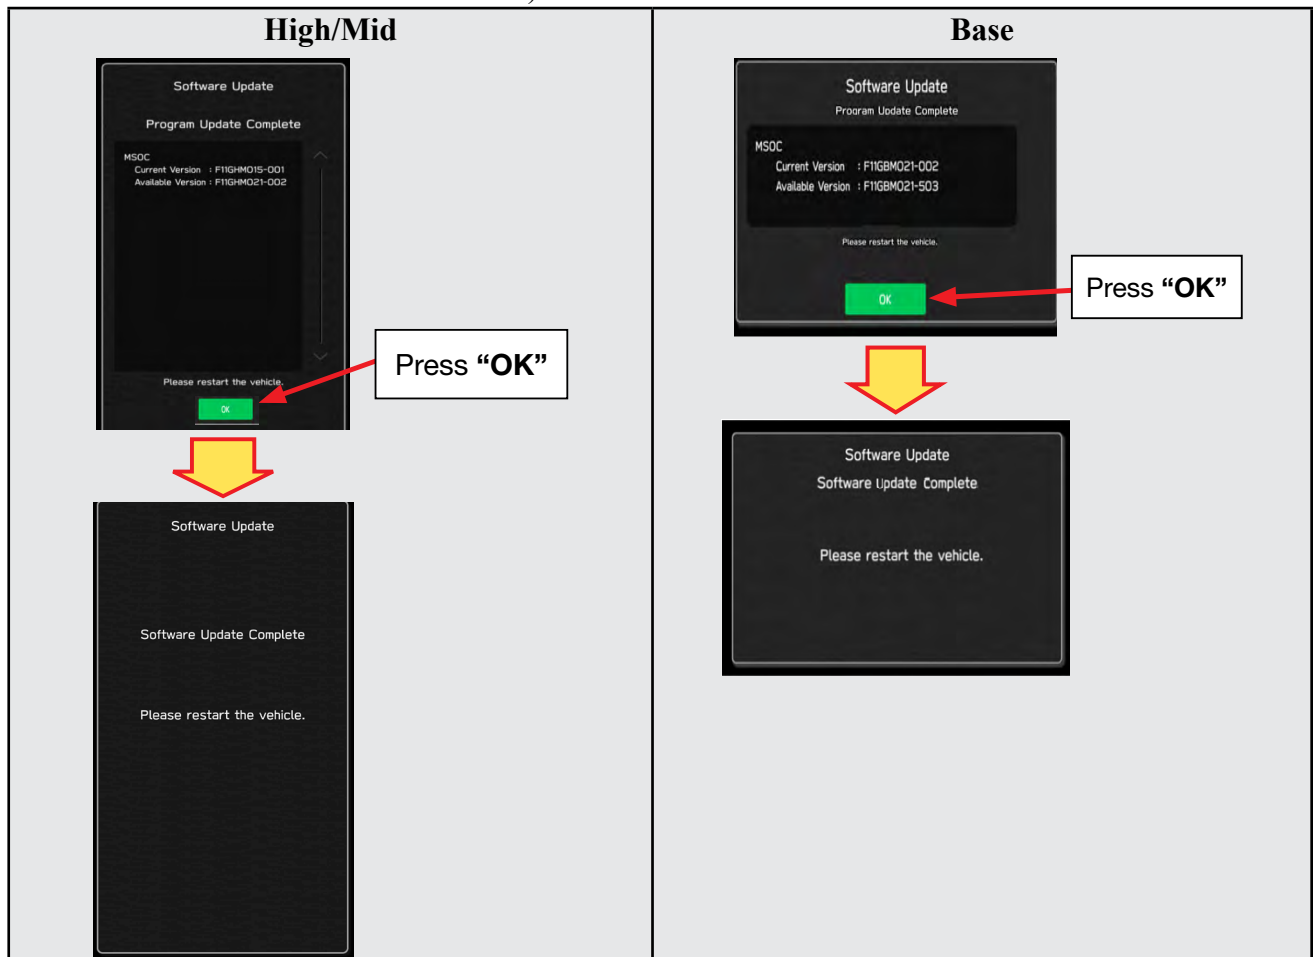 High/Mid
Software Update
Program Update Complete
MSOC
Current Version : F11GHM015-001
Available Version : F11GHM021-002
Please restart the vehicle.
OK
Press “OK”
Software Update
Software Update Complete
Please restart the vehicle.
Base
Software Update
Program Update Complete
MSOC
Current Version : F11GBM021-002
Available Version : F11GBM021-503
Please restart the vehicle.
OK
Press “OK”
Software Update
Software Update Complete
Please restart the vehicle.